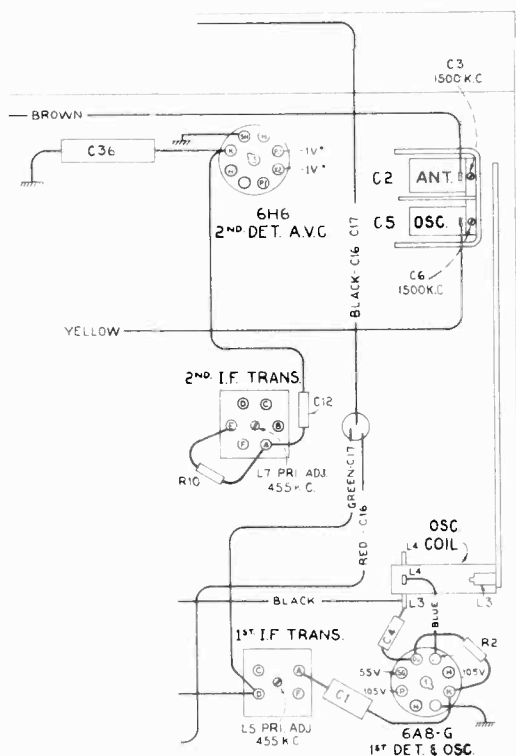 C3
1500 K.C
BROWN
C36
SH
H
K
P1
P2
H
P1
-1V*
-1V*
C2
ANT.
C5
OSC.
6H6
2ND. DET. A.V.C
C6
1500K.C.
BLACK-C16 C17
YELLOW
2ND. I.F. TRANS.
D
C
E
B
F
A
C12
R10
L7 PRI. ADJ.
455 K C.
GREEN-C17
RED - C16
OSC
COIL
L4
L4
L3
L3
BLACK
BLUE
C4
R2
1ST. I.F TRANS.
C
A
D
F
C1
55V
SG
H
105V
105V
P
K
H
L5 PRI. ADJ
455 K C
6A8-G
1ST DET. & OSC.